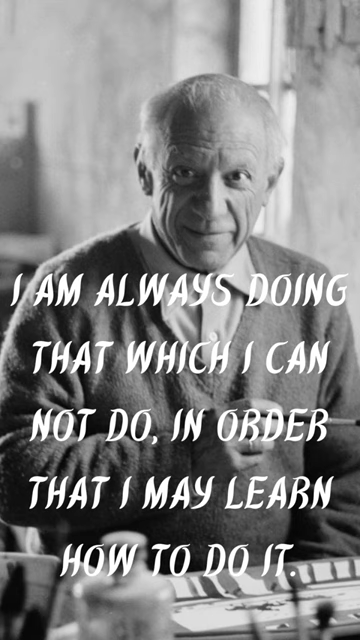 I AM ALWAYS DOING
THAT WHICH I CAN
NOT DO, IN ORDER
THAT I MAY LEARN
HOW TO DO IT.